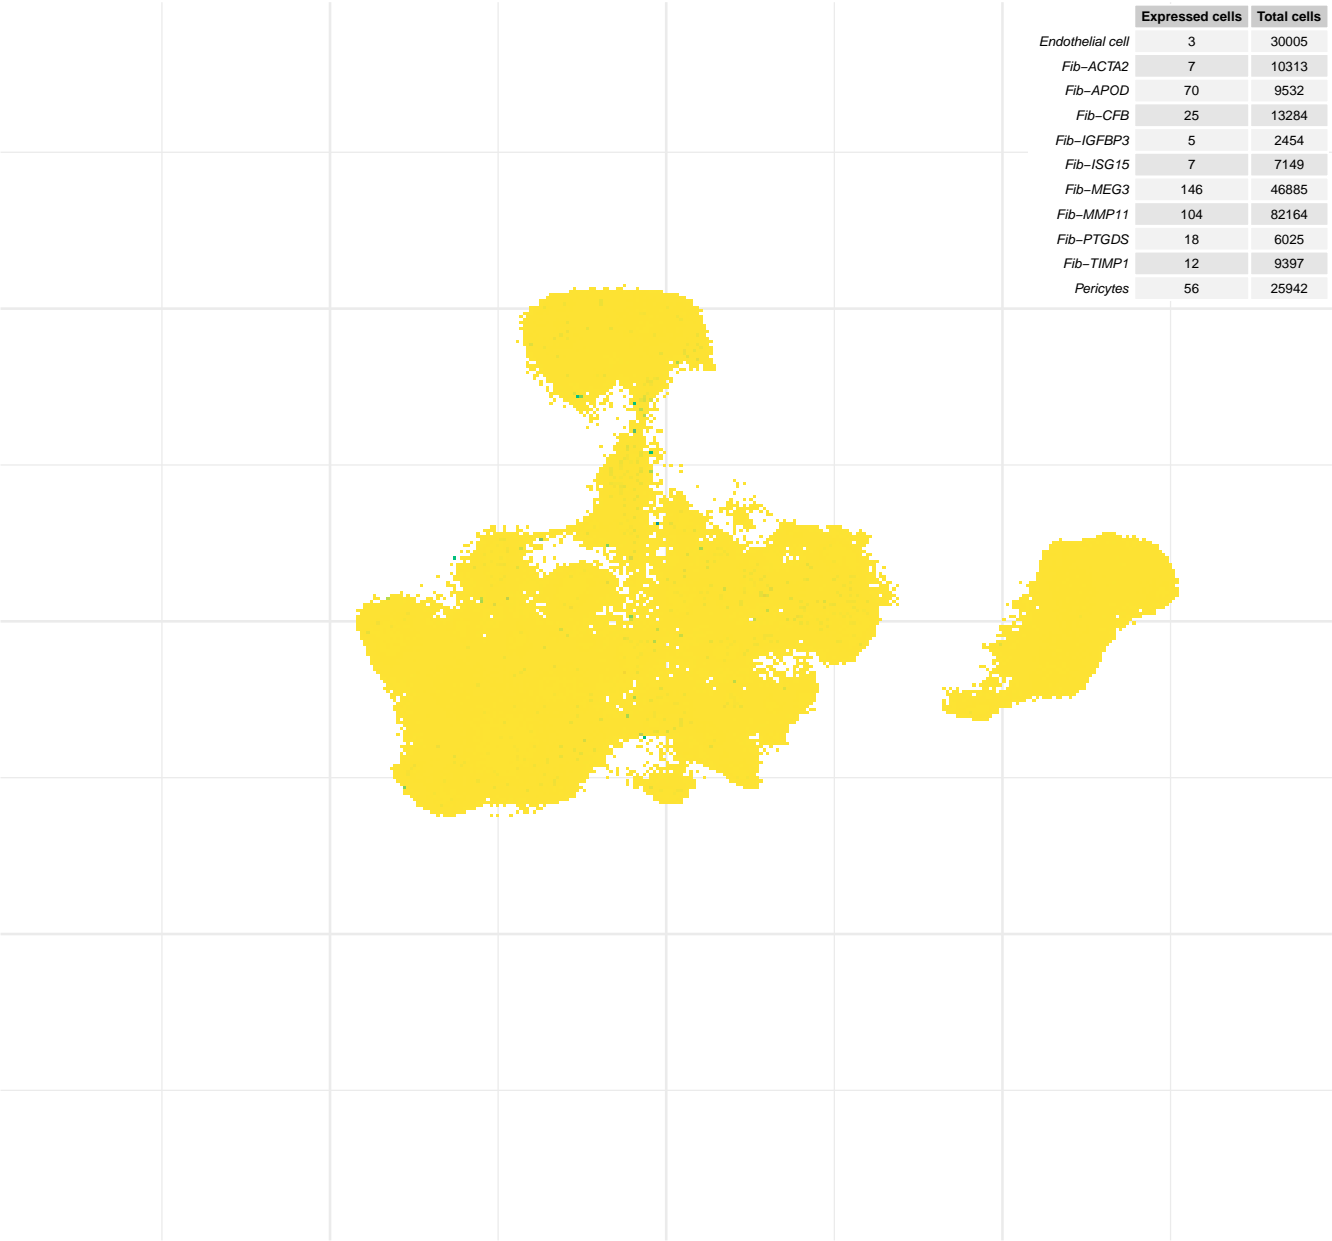 Expressed cells Total cells
Endothelial cell 3 30005
Fib−ACTA2 7 10313
Fib−APOD 70 9532
Fib−CFB 25 13284
Fib−IGFBP3 5 2454
Fib−ISG15 7 7149
Fib−MEG3 146 46885
Fib−MMP11 104 82164
Fib−PTGDS 18 6025
Fib−TIMP1 12 9397
Pericytes 56 25942